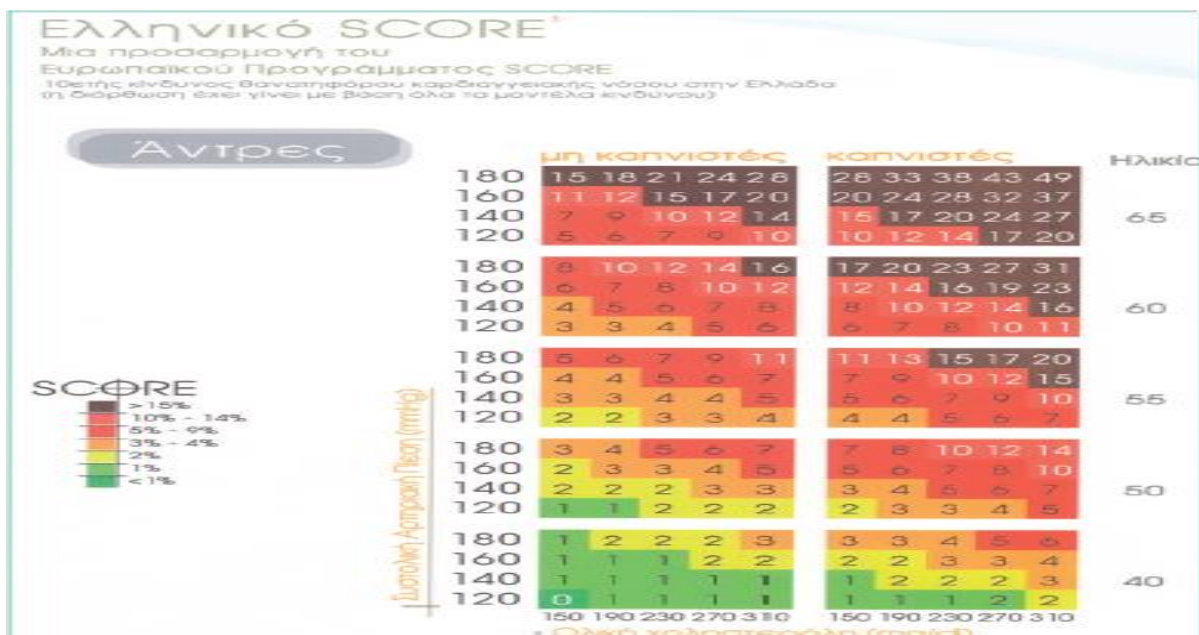 Ελληνικό SCORE
Μια προσαρμογή του
Ευρωπαϊκού Προγράμματος SCORE
10ετής κίνδυνος θανατηφόρου καρδιαγγειακής νόσου στην Ελλάδα
(η διόρθωση έχει γίνει με βάση όλα τα μοντέλα κινδύνου)
Άντρες
μη καπνιστές καπνιστές Ηλικία
180 15 18 21 24 28 28 33 38 43 49
160 11 12 15 17 20 20 24 28 32 37
140 7 9 10 12 14 15 17 20 24 27 65
120 5 6 7 9 10 10 12 14 17 20
180 8 10 12 14 16 17 20 23 27 31
160 6 7 8 10 12 12 14 16 19 23
140 4 5 6 7 8 8 10 12 14 16 60
120 3 3 4 5 6 6 7 8 10 11
180 5 6 7 9 11 11 13 15 17 20
160 4 4 5 6 7 7 9 10 12 15
140 3 3 4 4 5 5 6 7 9 10 55
120 2 2 3 3 4 4 4 5 6 7
180 3 4 5 6 7 7 8 10 12 14
160 2 3 3 4 5 5 6 7 8 10
140 2 2 2 3 3 3 4 5 6 7 50
120 1 1 2 2 2 2 3 3 4 5
180 1 2 2 2 3 3 3 4 5 6
160 1 1 1 2 2 2 2 3 3 4
140 1 1 1 1 1 1 2 2 2 3 40
120 0 1 1 1 1 1 1 1 2 2
150 190 230 270 310 150 190 230 270 310
Ολική χοληστερόλη (mg/dl)
Συστολική Αρτηριακή Πίεση (mmHg)
SCORE
>15%
10% - 14%
5% - 9%
3% - 4%
2%
1%
<1%